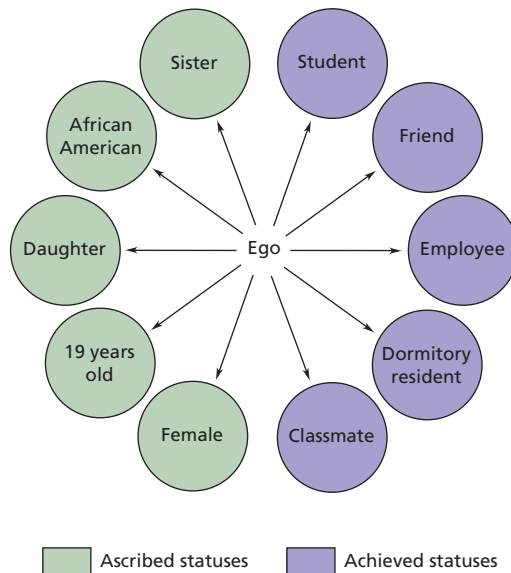 Sister
Student
African
American
Friend
Daughter
Ego
Employee
19 years
old
Dormitory
resident
Female
Classmate
Ascribed statuses
Achieved statuses